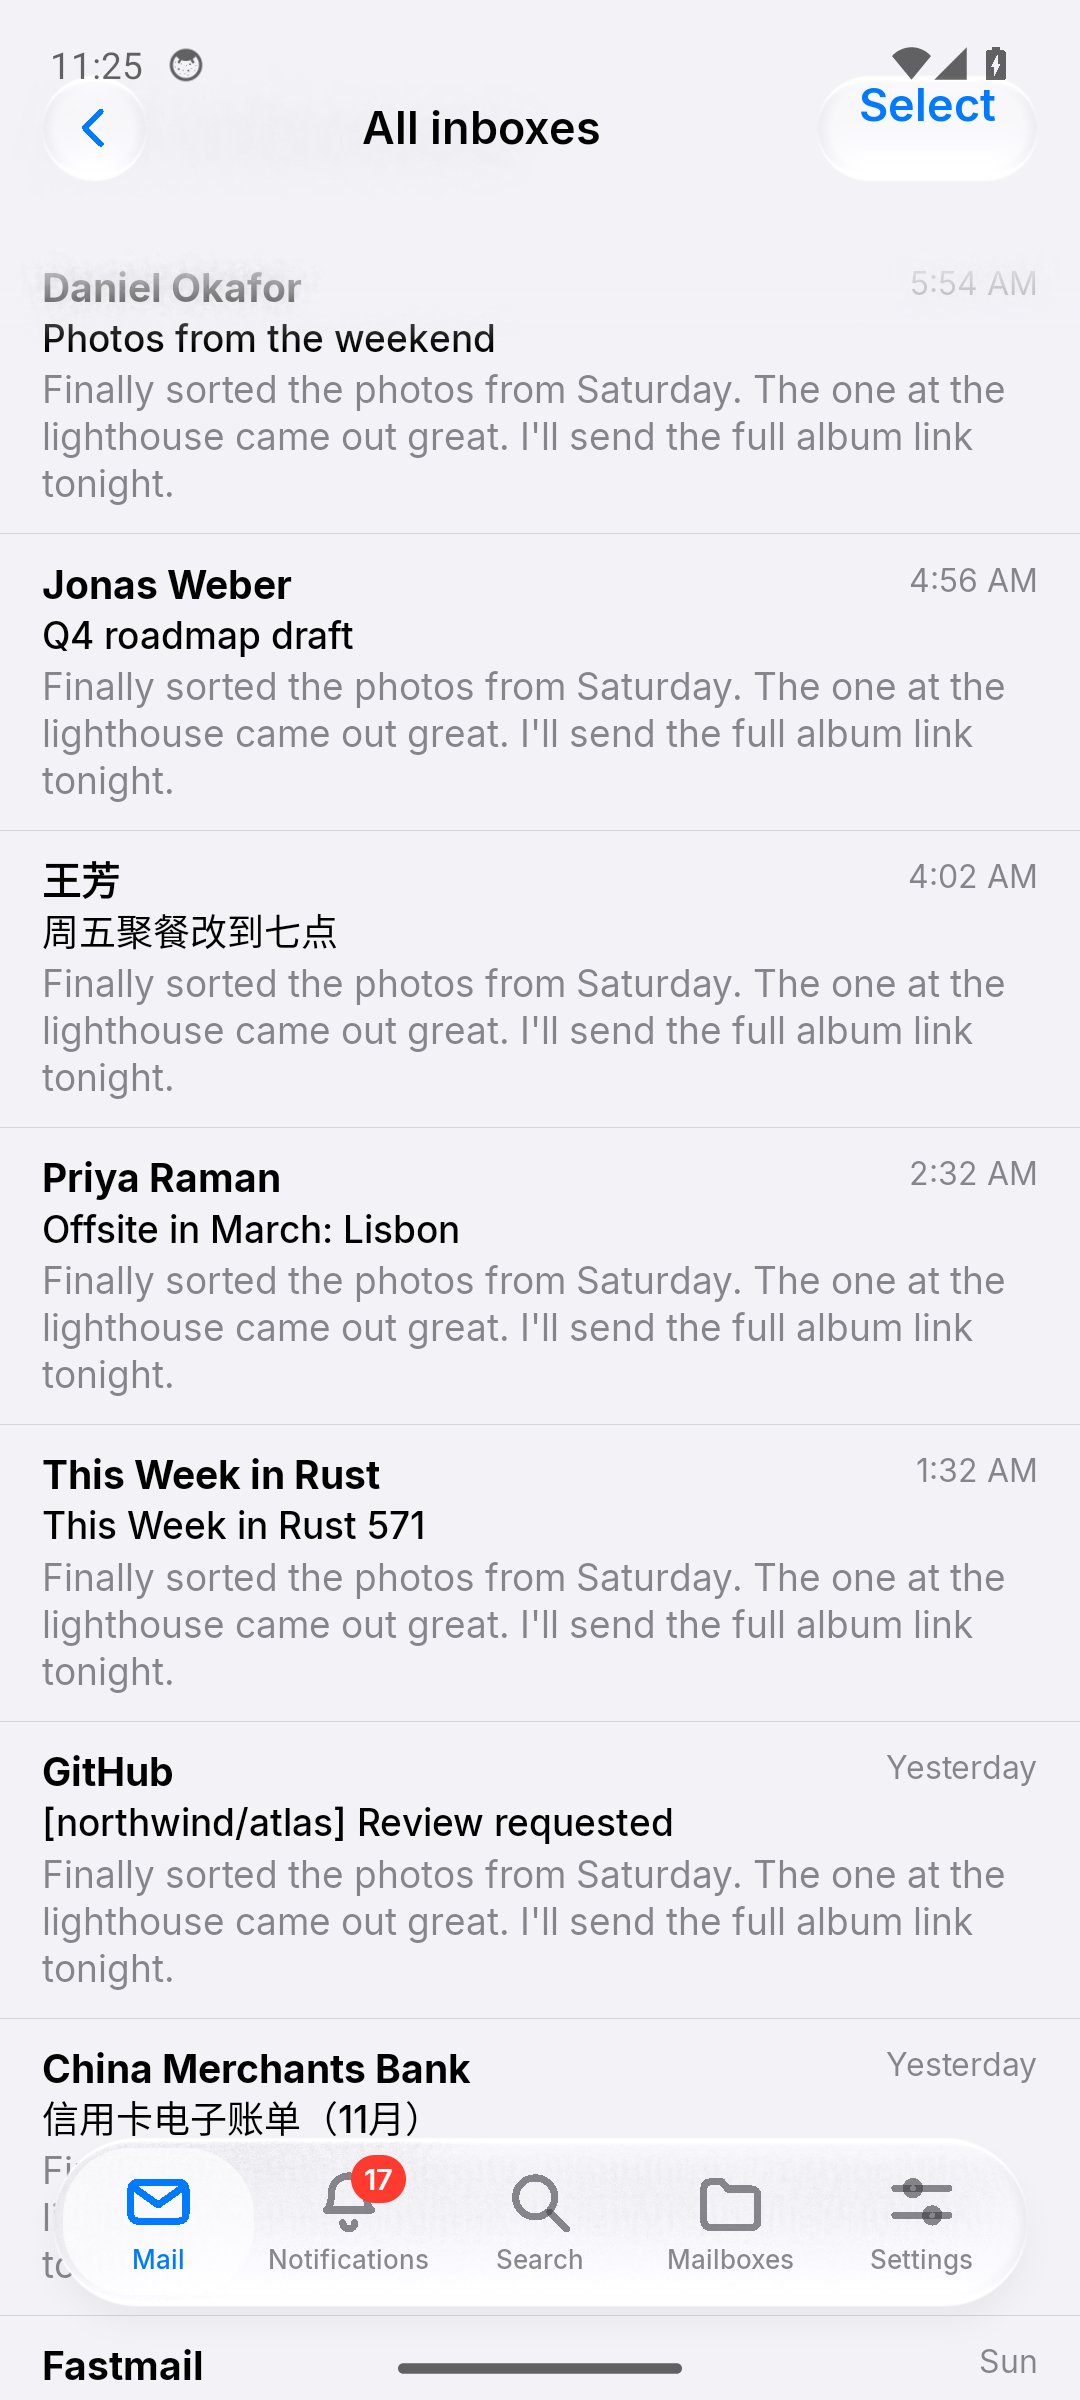 11:25
All inboxes
Select
Daniel Okafor
5:54 AM
Photos from the weekend
Finally sorted the photos from Saturday. The one at the
lighthouse came out great. I'll send the full album link
tonight.
Jonas Weber
4:56 AM
Q4 roadmap draft
Finally sorted the photos from Saturday. The one at the
lighthouse came out great. I'll send the full album link
tonight.
王芳
4:02 AM
周五聚餐改到七点
Finally sorted the photos from Saturday. The one at the
lighthouse came out great. I'll send the full album link
tonight.
Priya Raman
2:32 AM
Offsite in March: Lisbon
Finally sorted the photos from Saturday. The one at the
lighthouse came out great. I'll send the full album link
tonight.
This Week in Rust
1:32 AM
This Week in Rust 571
Finally sorted the photos from Saturday. The one at the
lighthouse came out great. I'll send the full album link
tonight.
GitHub
Yesterday
[northwind/atlas] Review requested
Finally sorted the photos from Saturday. The one at the
lighthouse came out great. I'll send the full album link
tonight.
China Merchants Bank
Yesterday
信用卡电子账单（11月）
17
Mail
Notifications
Search
Mailboxes
Settings
Fastmail
Sun